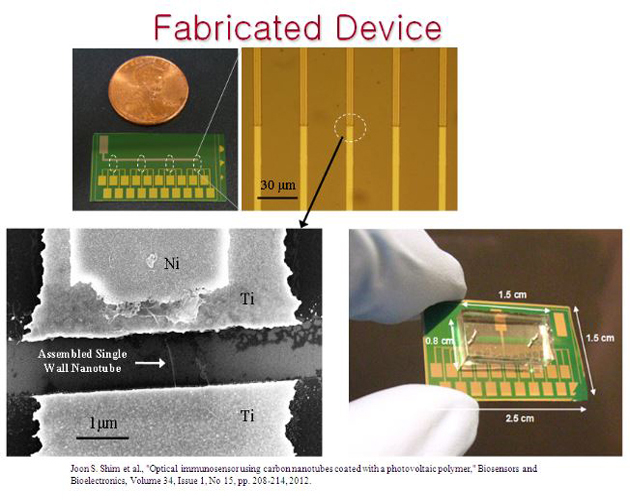 Fabricated Device
30 μm
Ni
Ti
Assembled Single
Wall Nanotube
1μm
Ti
1.5 cm
0.8 cm
1.5 cm
2.5 cm
Joon S. Shim et al., "Optical immunosensor using carbon nanotubes coated with a photovoltaic polymer," Biosensors and
Bioelectronics, Volume 34, Issue 1, No 15, pp. 208-214, 2012.